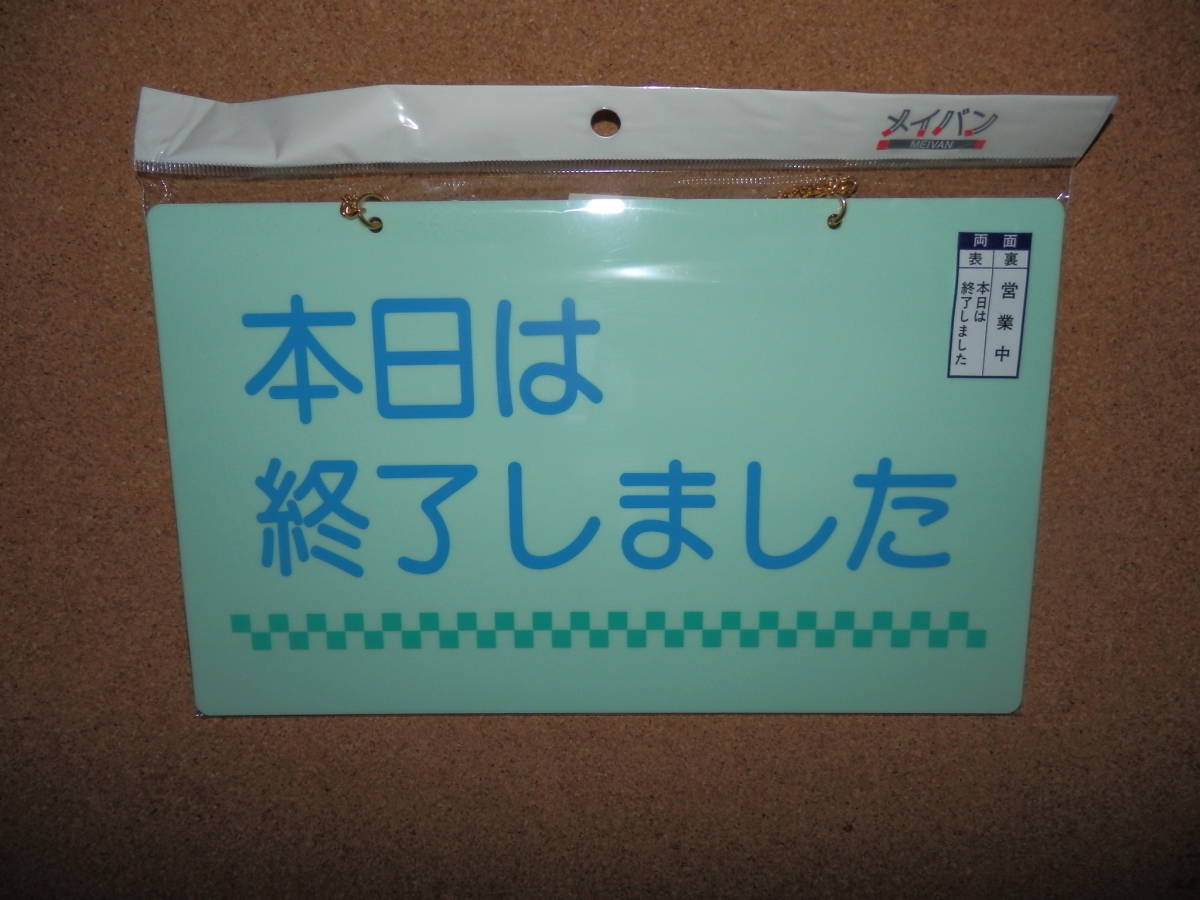 メイバン
MEIVAN
本日は
終了しました
両面
裏
営業中
表
本日は
終了しました